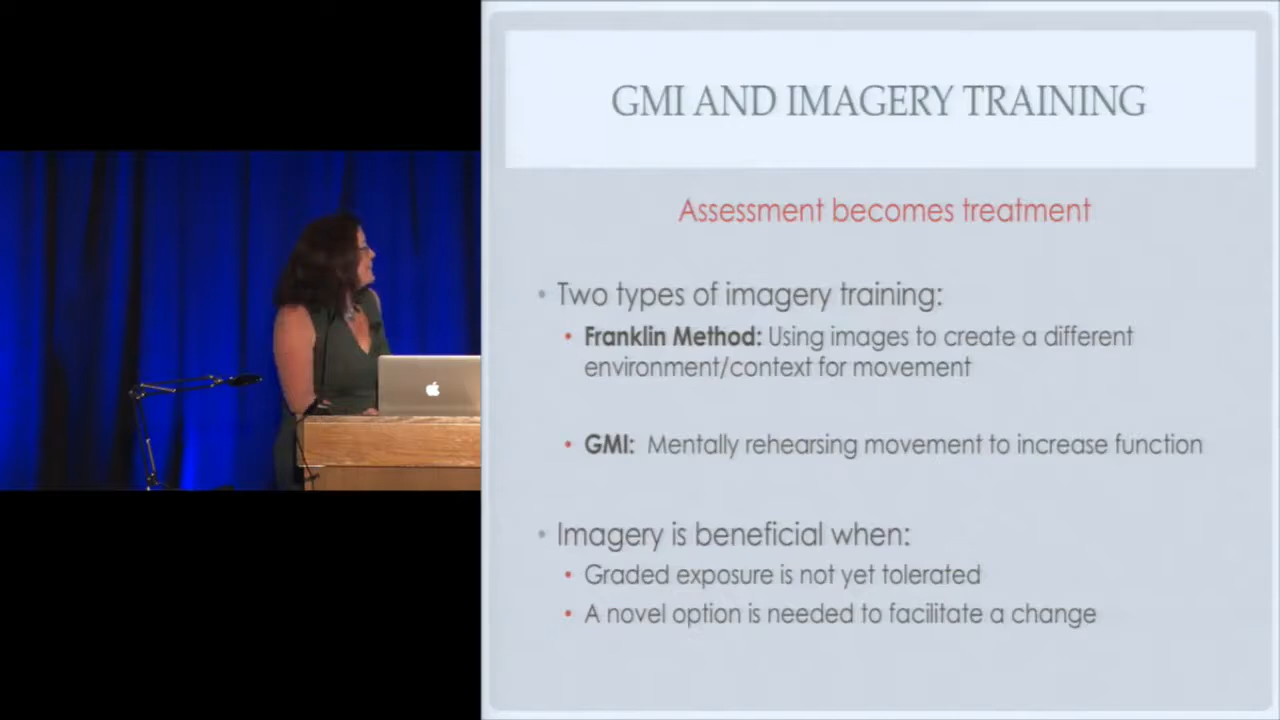 GMI AND IMAGERY TRAINING
Assessment becomes treatment
• Two types of imagery training:
• Franklin Method: Using images to create a different
environment/context for movement
• GMI: Mentally rehearsing movement to increase function
• Imagery is beneficial when:
• Graded exposure is not yet tolerated
• A novel option is needed to facilitate a change